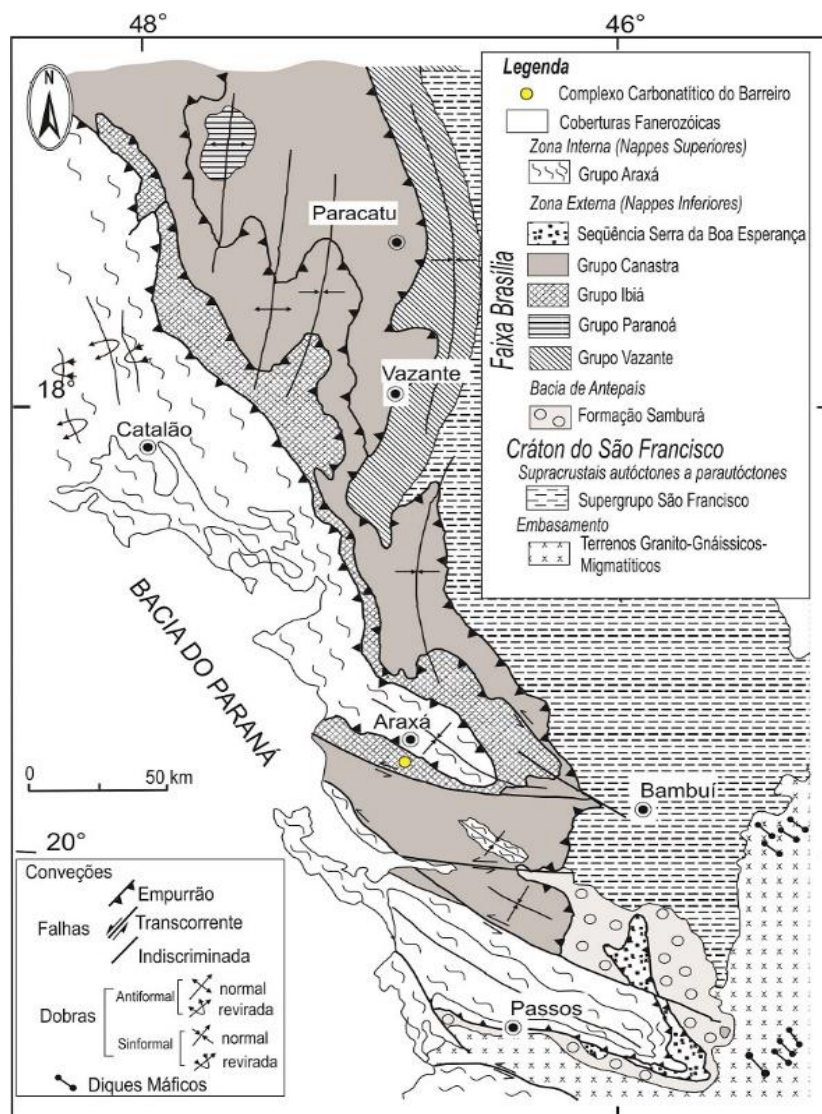 48°
46°
N
Legenda
Complexo Carbonatítico do Barreiro
Coberturas Fanerozóicas
Zona Interna (Nappes Superiores)
Grupo Araxá
Zona Externa (Nappes Inferiores)
Seqüência Serra da Boa Esperança
Grupo Canastra
Grupo Ibiá
Grupo Paranoá
Grupo Vazante
Faixa Brasília
Bacia de Antepaís
Formação Samburá
Cráton do São Francisco
Supracrustais autóctones a parautóctones
Supergrupo São Francisco
Embasamento
Terrenos Granito-Gnáissicos-
Migmatíticos
Paracatu
Vazante
18°
Catalão
BACIA DO PARANÁ
Araxá
0 50 km
Bambuí
20°
Passos
Conveções
Falhas
Empurrão
Transcorrente
Indiscriminada
Dobras
Antiformal
normal
revirada
Sinformal
normal
revirada
Diques Máficos